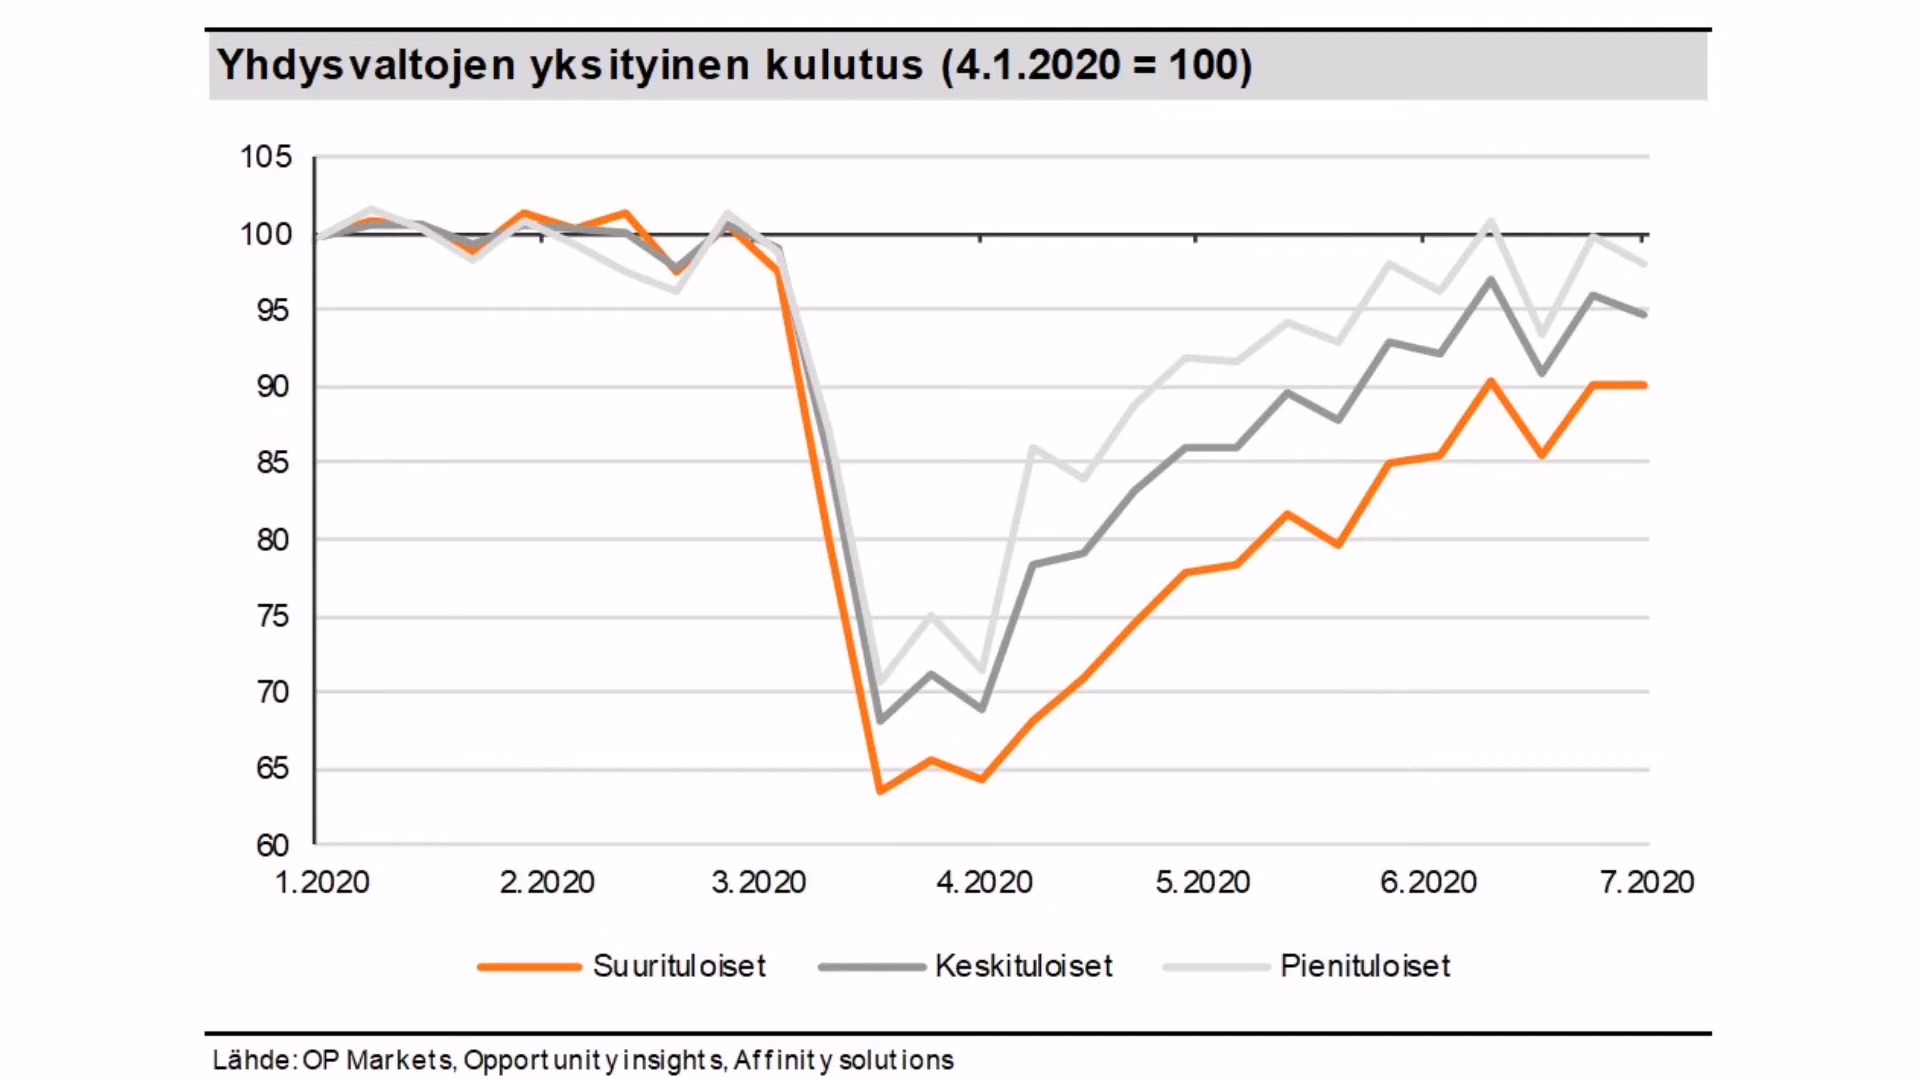 Yhdysvaltojen yksityinen kulutus (4.1.2020 = 100)
105
100
95
90
85
80
75
70
65
60
1.2020 2.2020 3.2020 4.2020 5.2020 6.2020 7.2020
Suurituloiset Keskituloiset Pienituloiset
Lähde: OP Markets, Opportunity insights, Affinity solutions